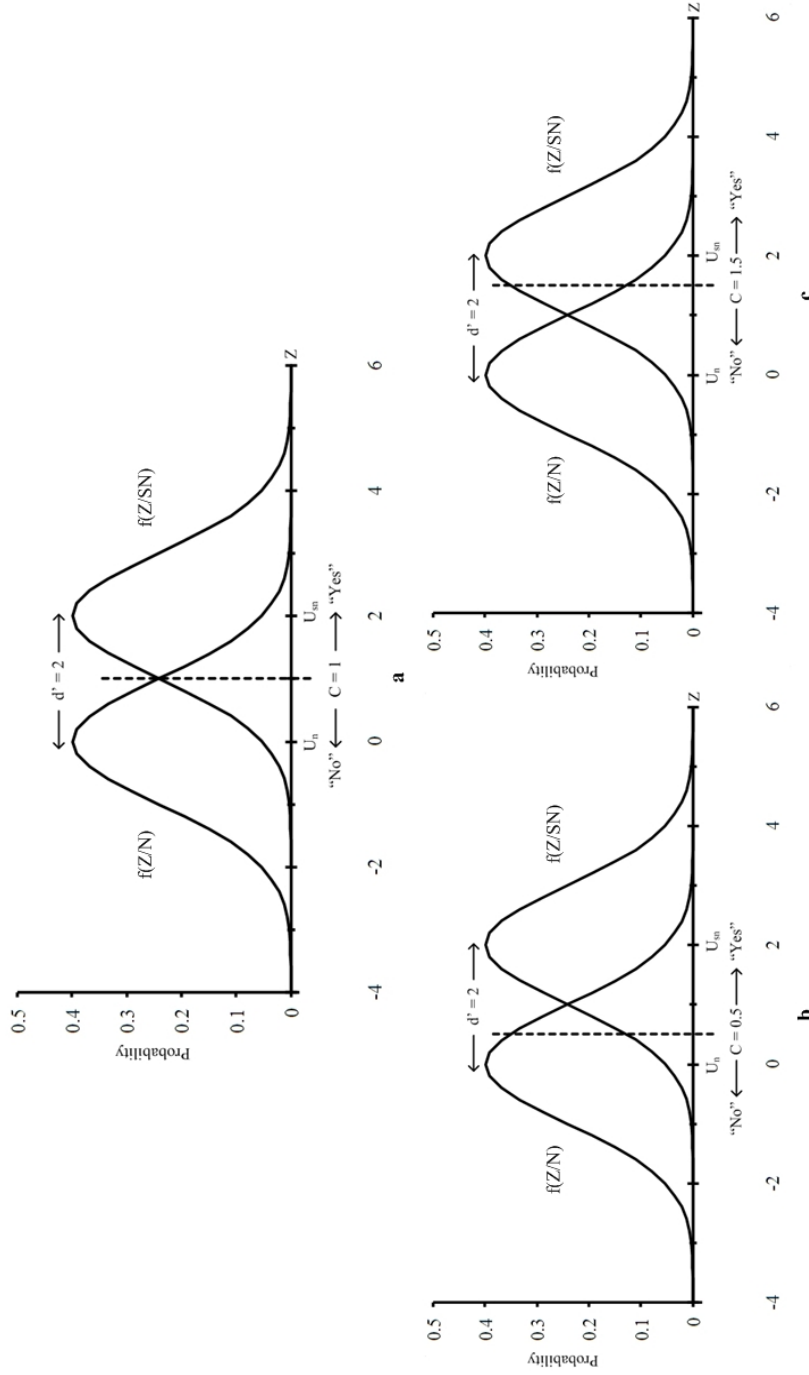 0.5
0.4
0.3
0.2
0.1
0
Probability
f(Z/N)
d' = 2
f(Z/SN)
Z
Uₙ
Uₛₙ
“No” C = 1 “Yes”
-4 -2 0 2 4 6
a
0.5
0.4
0.3
0.2
0.1
0
Probability
f(Z/N)
d' = 2
f(Z/SN)
Z
Uₙ
Uₛₙ
“No” C = 0.5 “Yes”
-4 -2 0 2 4 6
b
0.5
0.4
0.3
0.2
0.1
0
Probability
f(Z/N)
d' = 2
f(Z/SN)
Z
Uₙ
Uₛₙ
“No” C = 1.5 “Yes”
-4 -2 0 2 4 6
c